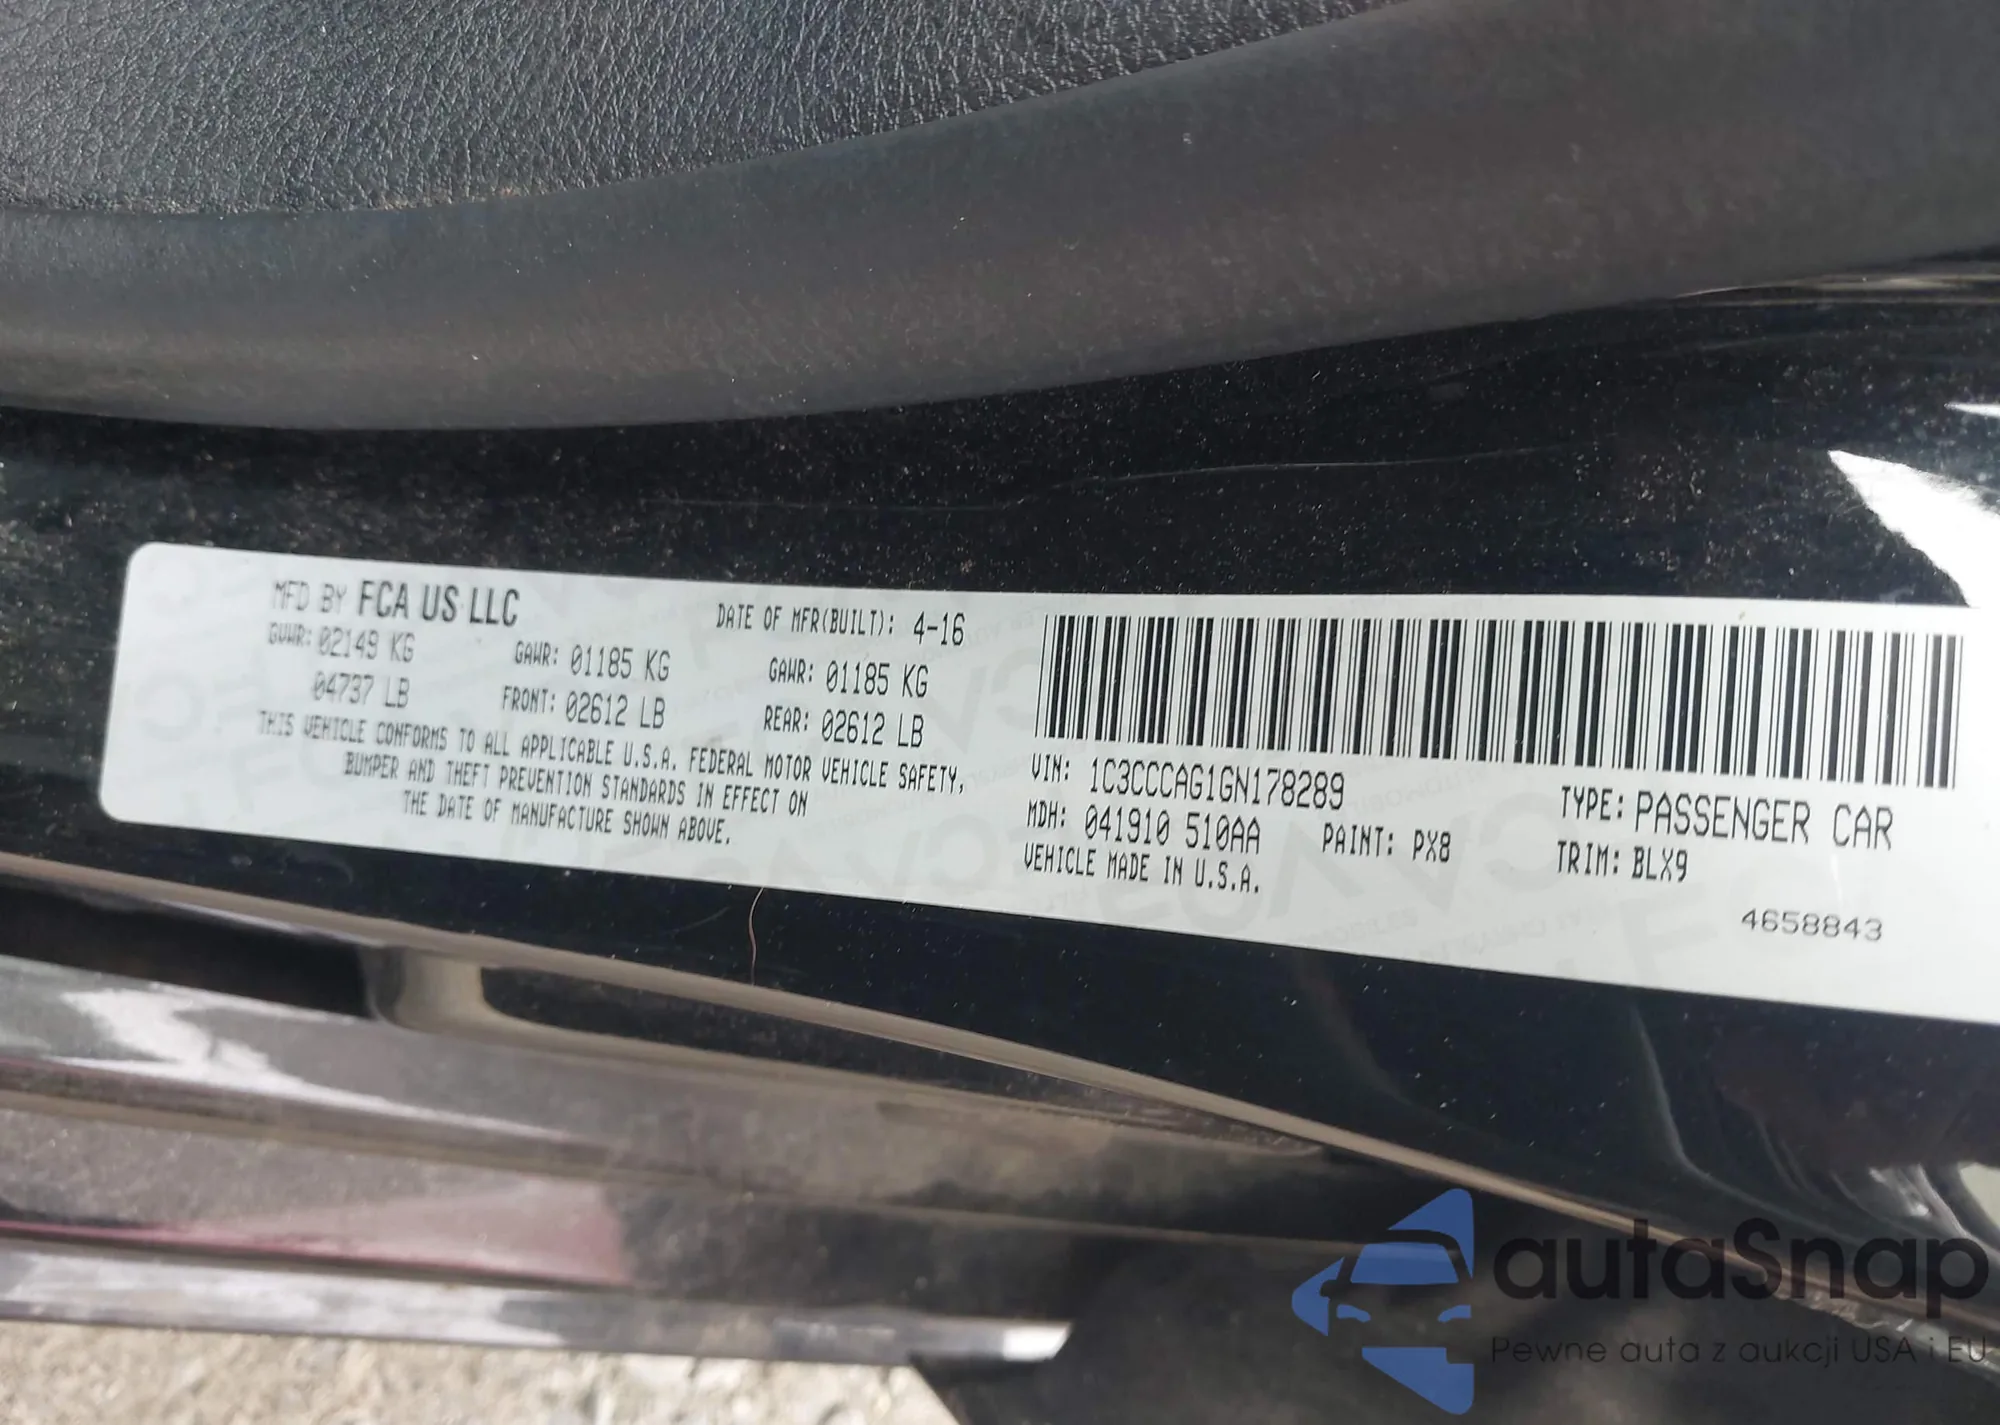 MFD BY FCA US LLC DATE OF MFR(BUILT): 4-16
GVWR: 02149 KG GAWR: 01185 KG GAWR: 01185 KG
04737 LB FRONT: 02612 LB REAR: 02612 LB
THIS VEHICLE CONFORMS TO ALL APPLICABLE U.S.A. FEDERAL MOTOR VEHICLE SAFETY,
BUMPER AND THEFT PREVENTION STANDARDS IN EFFECT ON
THE DATE OF MANUFACTURE SHOWN ABOVE.
VIN: 1C3CCCAG1GN178289 TYPE: PASSENGER CAR
MDH: 041910 510AA PAINT: PX8 TRIM: BLX9
VEHICLE MADE IN U.S.A.
4658843
autaSnap
Pewne auta z aukcji USA i EU